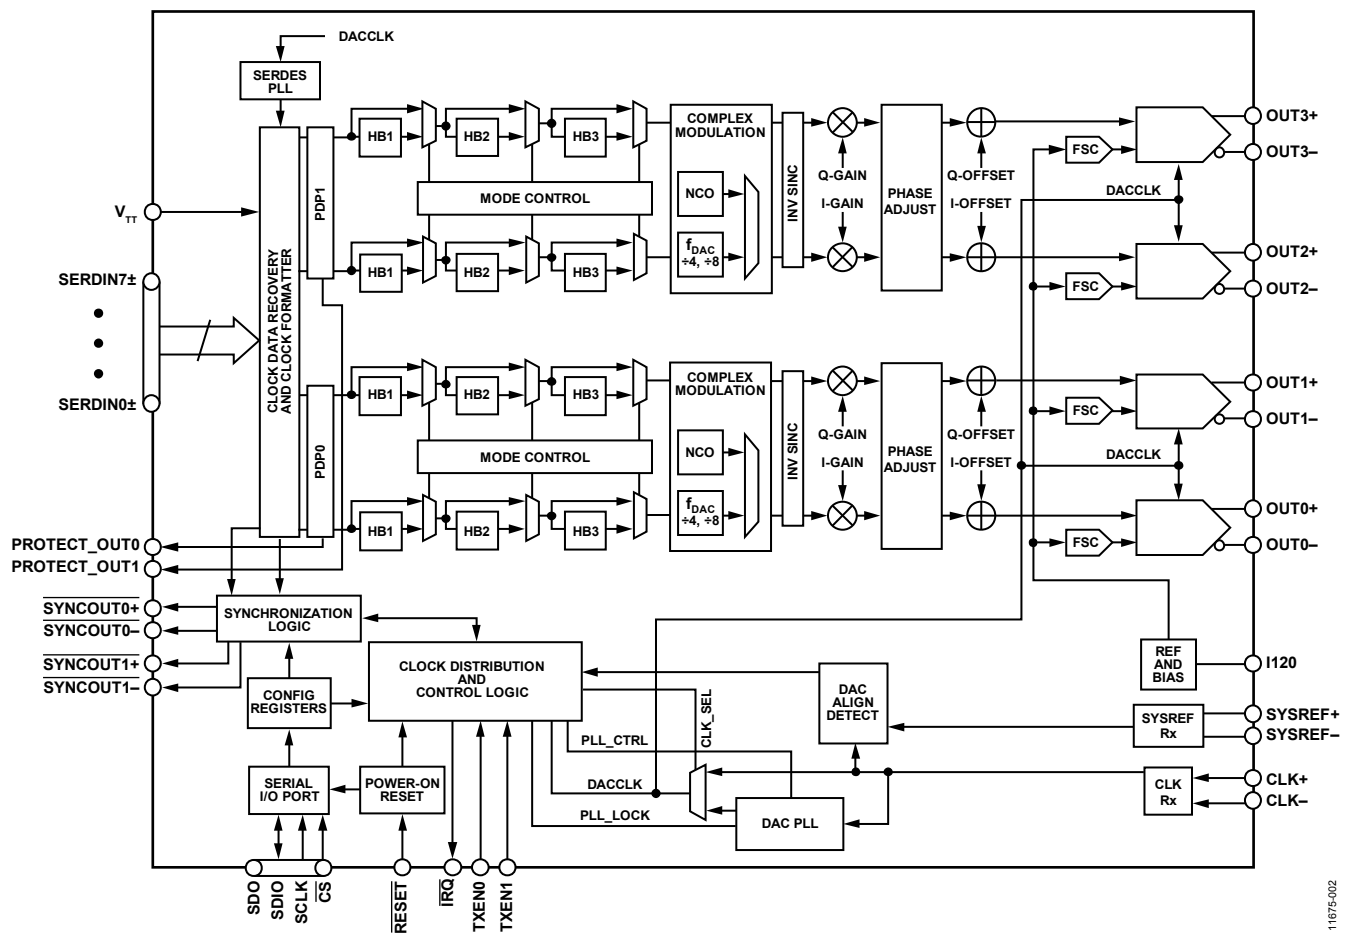 DACCLK
SERDES
PLL
CLOCK DATA RECOVERY
AND CLOCK FORMATTER
PDP1
HB1
HB2
HB3
MODE CONTROL
HB1
HB2
HB3
COMPLEX
MODULATION
NCO
fDAC
÷4, ÷8
INV SINC
Q-GAIN
I-GAIN
PHASE
ADJUST
Q-OFFSET
I-OFFSET
FSC
DACCLK
FSC
OUT3+
OUT3–
OUT2+
OUT2–
VTT
SERDIN7±
SERDIN0±
PDP0
HB1
HB2
HB3
MODE CONTROL
HB1
HB2
HB3
COMPLEX
MODULATION
NCO
fDAC
÷4, ÷8
INV SINC
Q-GAIN
I-GAIN
PHASE
ADJUST
Q-OFFSET
I-OFFSET
FSC
DACCLK
FSC
OUT1+
OUT1–
OUT0+
OUT0–
PROTECT_OUT0
PROTECT_OUT1
SYNCOUT0+
SYNCOUT0–
SYNCOUT1+
SYNCOUT1–
SYNCHRONIZATION
LOGIC
CLOCK DISTRIBUTION
AND
CONTROL LOGIC
CONFIG
REGISTERS
SERIAL
I/O PORT
POWER-ON
RESET
PLL_CTRL
DACCLK
PLL_LOCK
CLK_SEL
DAC PLL
DAC
ALIGN
DETECT
REF
AND
BIAS
I120
SYSREF
Rx
SYSREF+
SYSREF–
CLK
Rx
CLK+
CLK–
SDO
SDIO
SCLK
CS
RESET
IRQ
TXEN0
TXEN1
11675-002